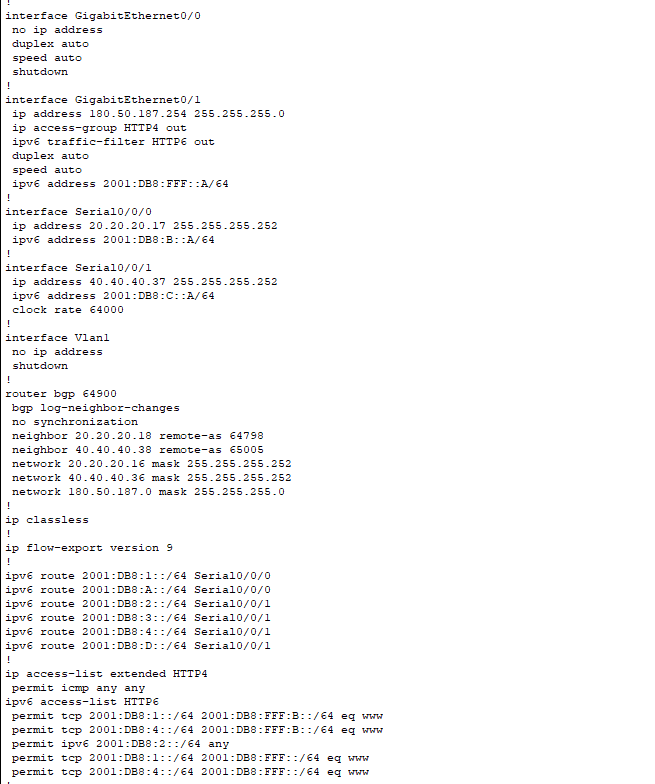 !
interface GigabitEthernet0/0
no ip address
duplex auto
speed auto
shutdown
!
interface GigabitEthernet0/1
ip address 180.50.187.254 255.255.255.0
ip access-group HTTP4 out
ipv6 traffic-filter HTTP6 out
duplex auto
speed auto
ipv6 address 2001:DB8:FFF::A/64
!
interface Serial0/0/0
ip address 20.20.20.17 255.255.255.252
ipv6 address 2001:DB8:B::A/64
!
interface Serial0/0/1
ip address 40.40.40.37 255.255.255.252
ipv6 address 2001:DB8:C::A/64
clock rate 64000
!
interface Vlan1
no ip address
shutdown
!
router bgp 64900
bgp log-neighbor-changes
no synchronization
neighbor 20.20.20.18 remote-as 64798
neighbor 40.40.40.38 remote-as 65005
network 20.20.20.16 mask 255.255.255.252
network 40.40.40.36 mask 255.255.255.252
network 180.50.187.0 mask 255.255.255.0
!
ip classless
!
ip flow-export version 9
!
ipv6 route 2001:DB8:1::/64 Serial0/0/0
ipv6 route 2001:DB8:A::/64 Serial0/0/0
ipv6 route 2001:DB8:2::/64 Serial0/0/1
ipv6 route 2001:DB8:3::/64 Serial0/0/1
ipv6 route 2001:DB8:4::/64 Serial0/0/1
ipv6 route 2001:DB8:D::/64 Serial0/0/1
!
ip access-list extended HTTP4
permit icmp any any
ipv6 access-list HTTP6
permit tcp 2001:DB8:1::/64 2001:DB8:FFF:B::/64 eq www
permit tcp 2001:DB8:4::/64 2001:DB8:FFF:B::/64 eq www
permit ipv6 2001:DB8:2::/64 any
permit tcp 2001:DB8:1::/64 2001:DB8:FFF::/64 eq www
permit tcp 2001:DB8:4::/64 2001:DB8:FFF::/64 eq www
!